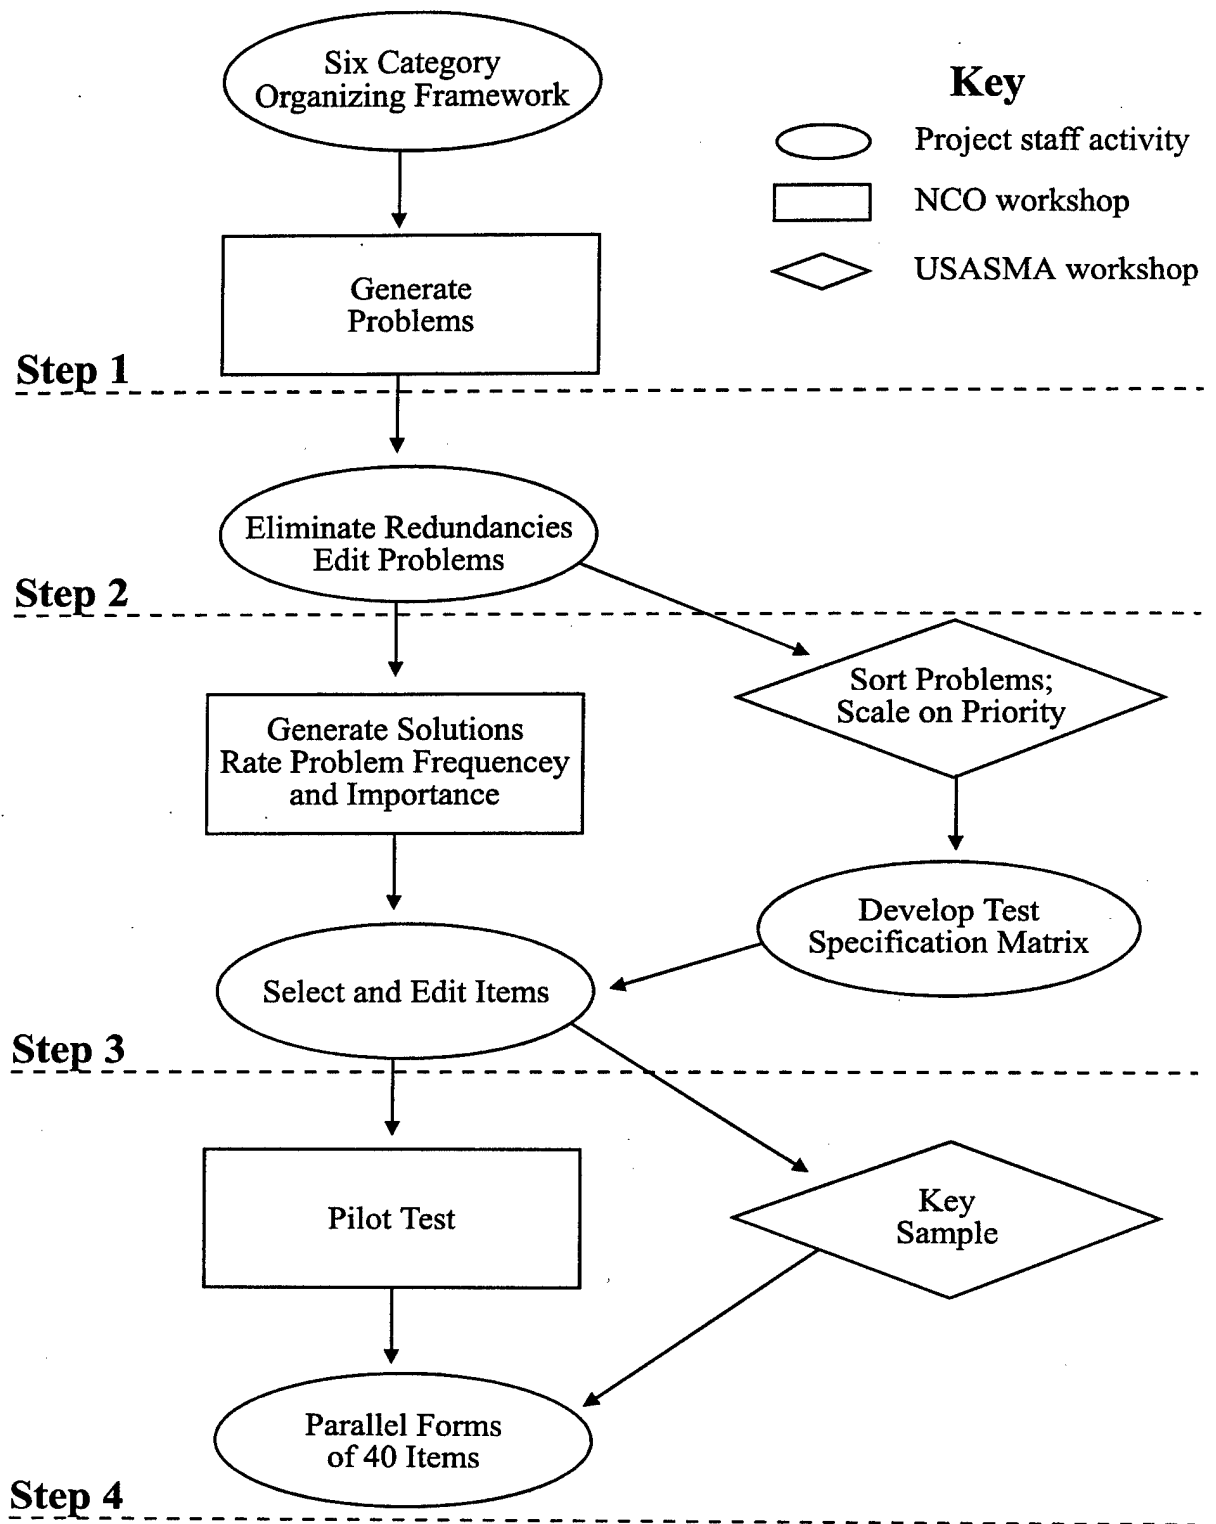 Six Category
Organizing Framework
Key
Project staff activity
NCO workshop
USASMA workshop
Generate
Problems
Step 1
Eliminate Redundancies
Edit Problems
Step 2
Sort Problems;
Scale on Priority
Generate Solutions
Rate Problem Frequencey
and Importance
Develop Test
Specification Matrix
Select and Edit Items
Step 3
Pilot Test
Key
Sample
Parallel Forms
of 40 Items
Step 4